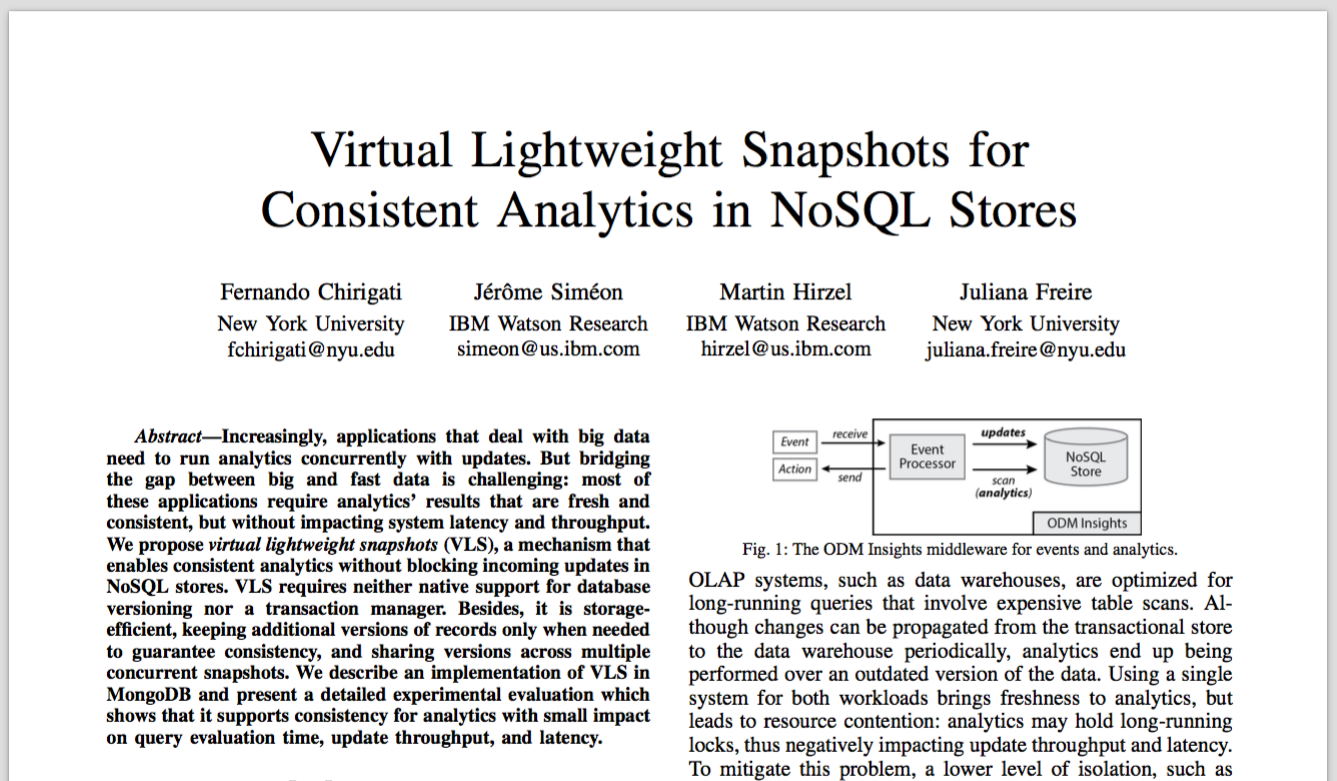 Virtual Lightweight Snapshots for
Consistent Analytics in NoSQL Stores
Fernando Chirigati
New York University
fchirigati@nyu.edu
Jérôme Siméon
IBM Watson Research
simeon@us.ibm.com
Martin Hirzel
IBM Watson Research
hirzel@us.ibm.com
Juliana Freire
New York University
juliana.freire@nyu.edu
Abstract—Increasingly, applications that deal with big data
need to run analytics concurrently with updates. But bridging
the gap between big and fast data is challenging: most of
these applications require analytics' results that are fresh and
consistent, but without impacting system latency and throughput.
We propose virtual lightweight snapshots (VLS), a mechanism that
enables consistent analytics without blocking incoming updates in
NoSQL stores. VLS requires neither native support for database
versioning nor a transaction manager. Besides, it is storage-
efficient, keeping additional versions of records only when needed
to guarantee consistency, and sharing versions across multiple
concurrent snapshots. We describe an implementation of VLS in
MongoDB and present a detailed experimental evaluation which
shows that it supports consistency for analytics with small impact
on query evaluation time, update throughput, and latency.
Event
Action
receive
send
Event
Processor
updates
scan
(analytics)
NoSQL
Store
ODM Insights
Fig. 1: The ODM Insights middleware for events and analytics.
OLAP systems, such as data warehouses, are optimized for
long-running queries that involve expensive table scans. Al-
though changes can be propagated from the transactional store
to the data warehouse periodically, analytics end up being
performed over an outdated version of the data. Using a single
system for both workloads brings freshness to analytics, but
leads to resource contention: analytics may hold long-running
locks, thus negatively impacting update throughput and latency.
To mitigate this problem, a lower level of isolation, such as